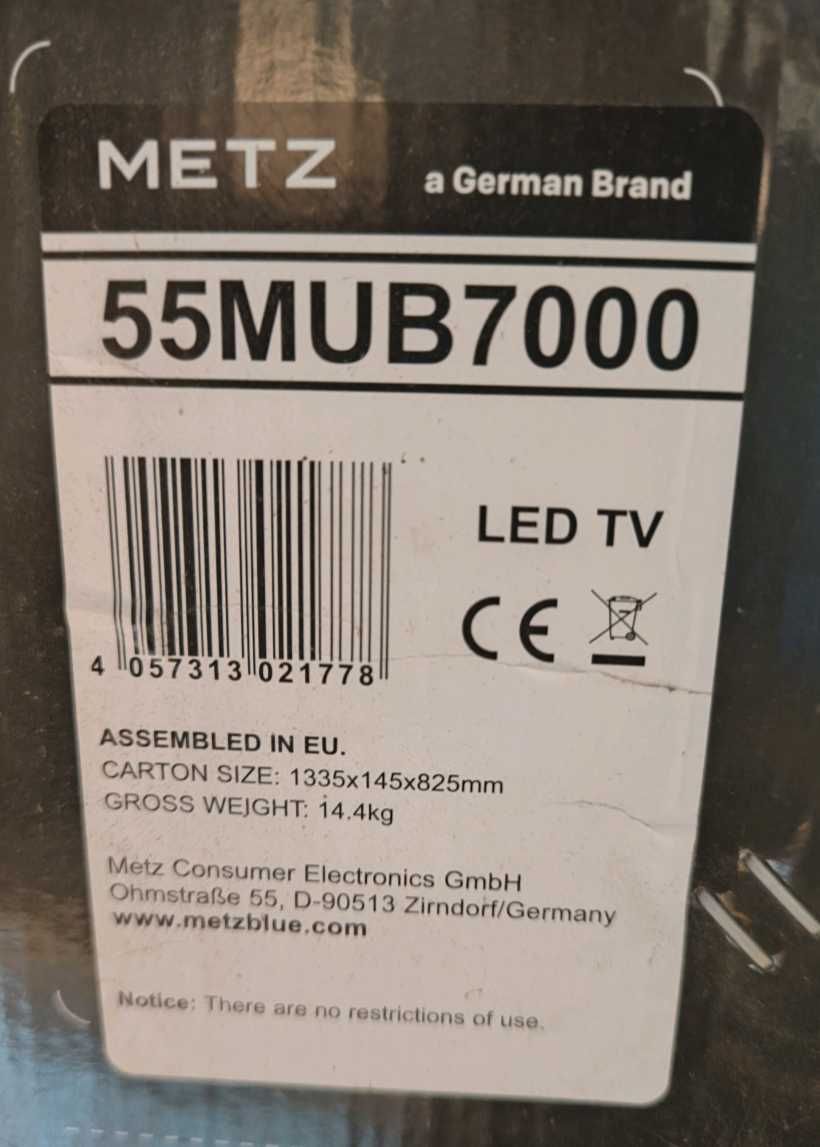 METZ a German Brand
55MUB7000
LED TV
CE
4 057313 021778
ASSEMBLED IN EU.
CARTON SIZE: 1335x145x825mm
GROSS WEIGHT: 14.4kg
Metz Consumer Electronics GmbH
Ohmstraße 55, D-90513 Zirndorf/Germany
www.metzblue.com
Notice: There are no restrictions of use.